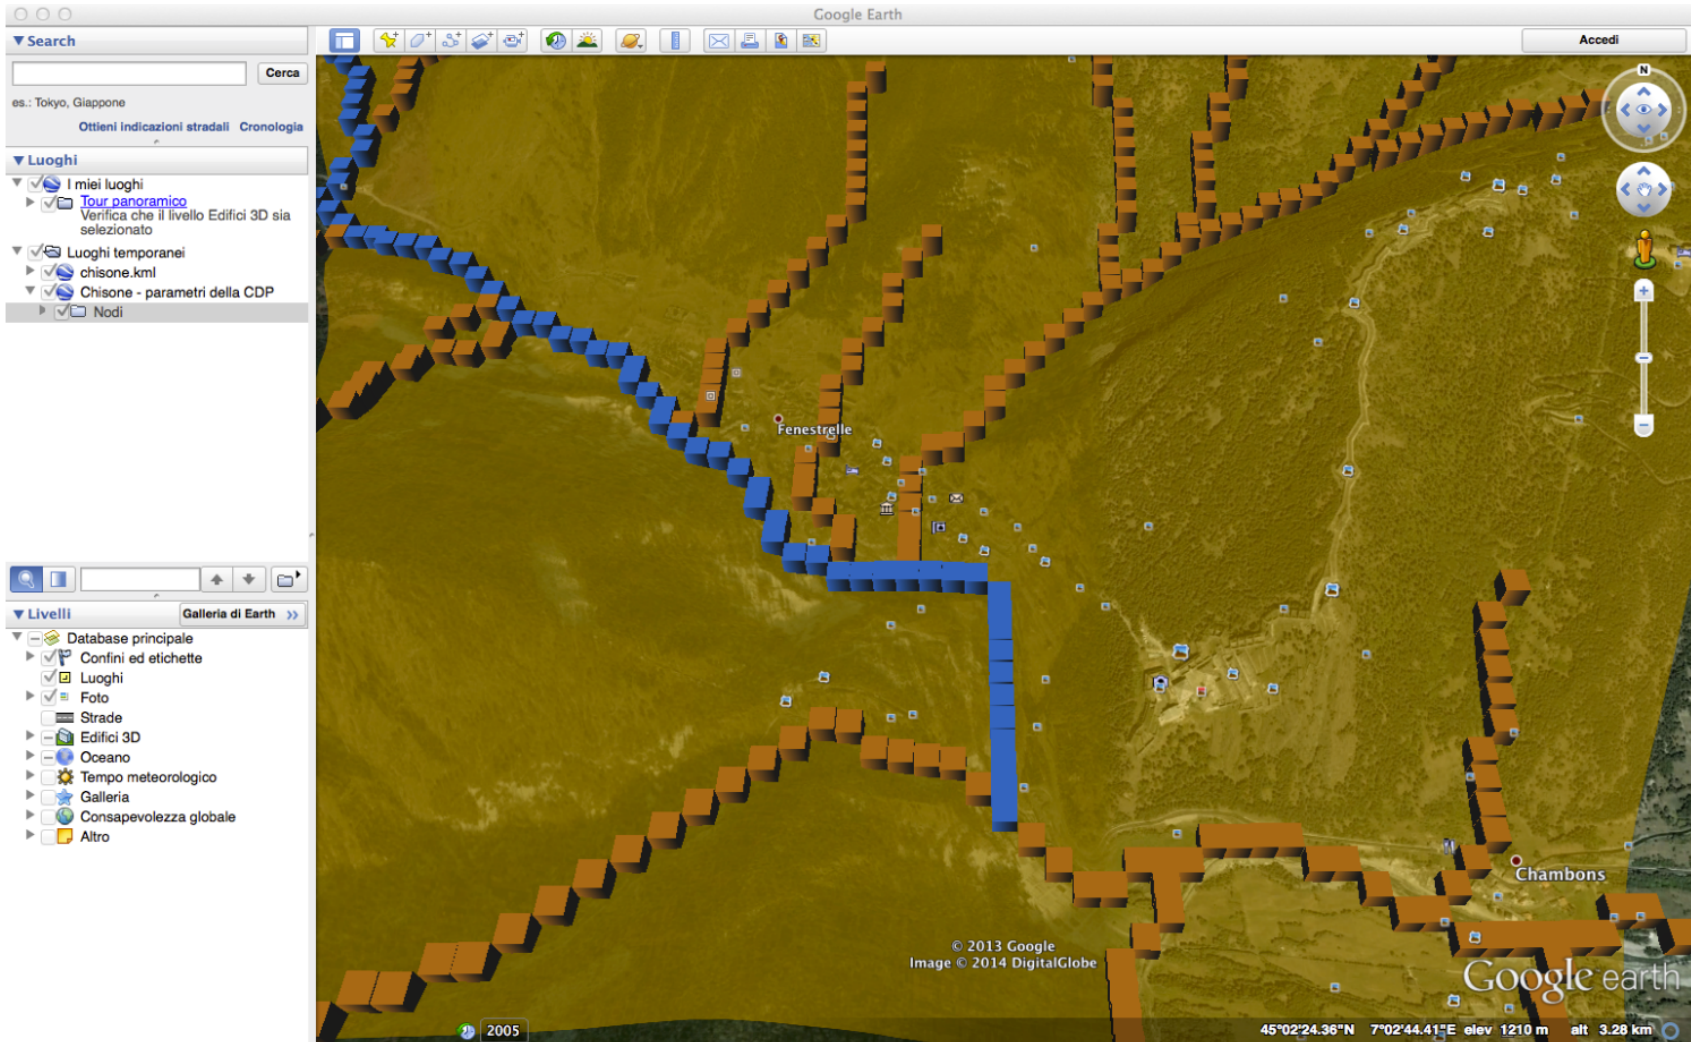 Google Earth
Search
Accedi
Cerca
es.: Tokyo, Giappone
Ottieni indicazioni stradali Cronologia
Luoghi
I miei luoghi
Tour panoramico
Verifica che il livello Edifici 3D sia
selezionato
Luoghi temporanei
chisone.kml
Chisone - parametri della CDP
Nodi
Livelli
Galleria di Earth >>
Database principale
Confini ed etichette
Luoghi
Foto
Strade
Edifici 3D
Oceano
Tempo meteorologico
Galleria
Consapevolezza globale
Altro
N
Fenestrelle
Chambons
© 2013 Google
Image © 2014 DigitalGlobe
Google earth
2005
45°02'24.36"N 7°02'44.41"E elev 1210 m alt 3.28 km